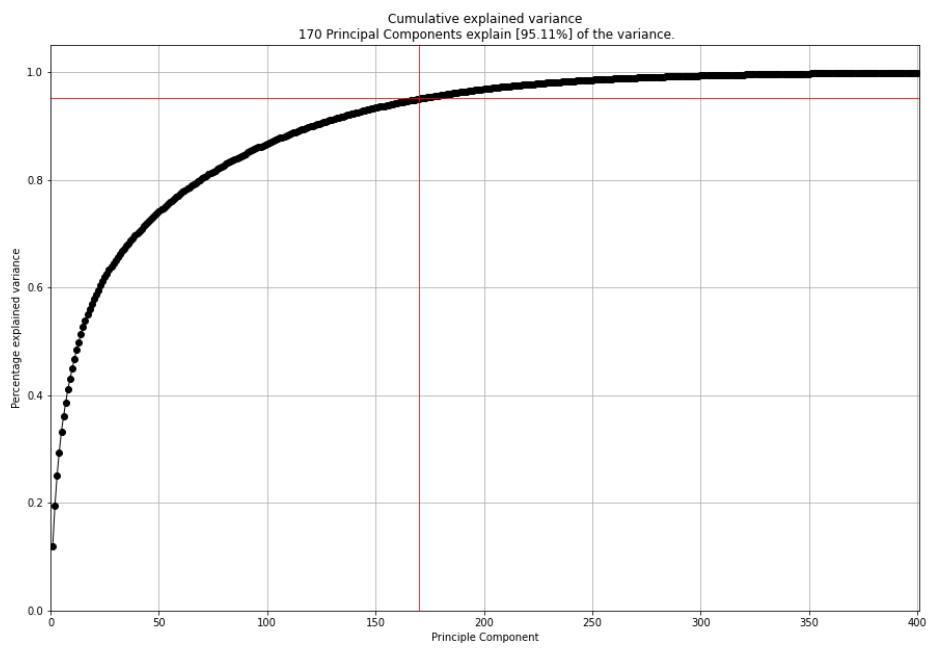 Cumulative explained variance
170 Principal Components explain [95.11%] of the variance.
Percentage explained variance
1.0
0.8
0.6
0.4
0.2
0.0
0 50 100 150 200 250 300 350 400
Principle Component